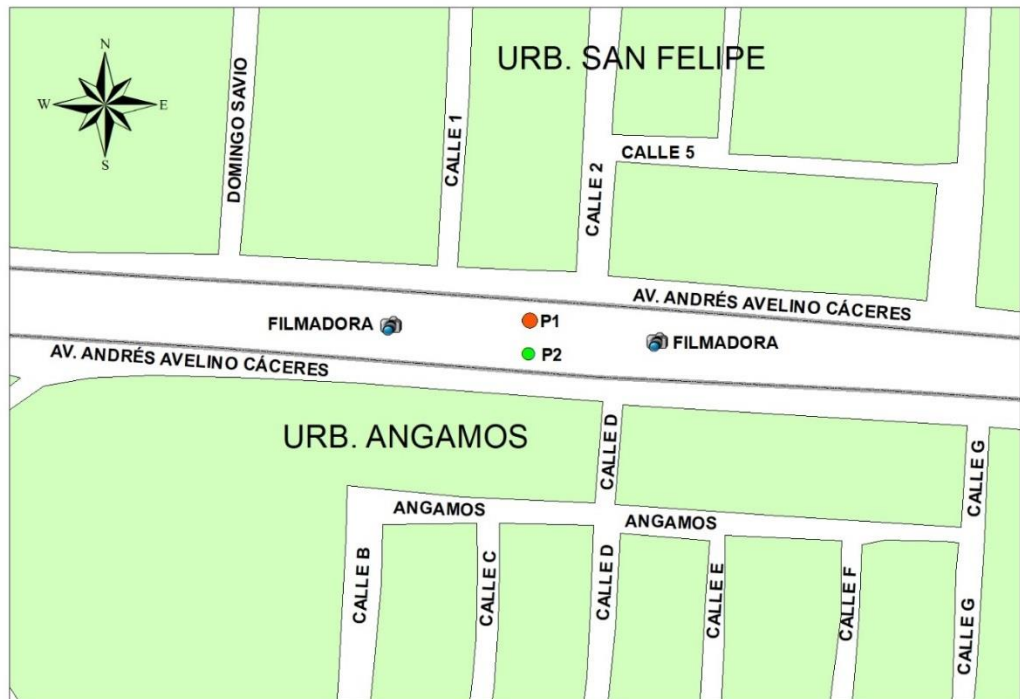 URB. SAN FELIPE
N
W
E
S
DOMINGO SAVIO
CALLE 1
CALLE 2
CALLE 5
AV. ANDRÉS AVELINO CÁCERES
FILMADORA
P1
FILMADORA
P2
AV. ANDRÉS AVELINO CÁCERES
URB. ANGAMOS
CALLE D
CALLE G
ANGAMOS
ANGAMOS
CALLE B
CALLE C
CALLE D
CALLE E
CALLE F
CALLE G